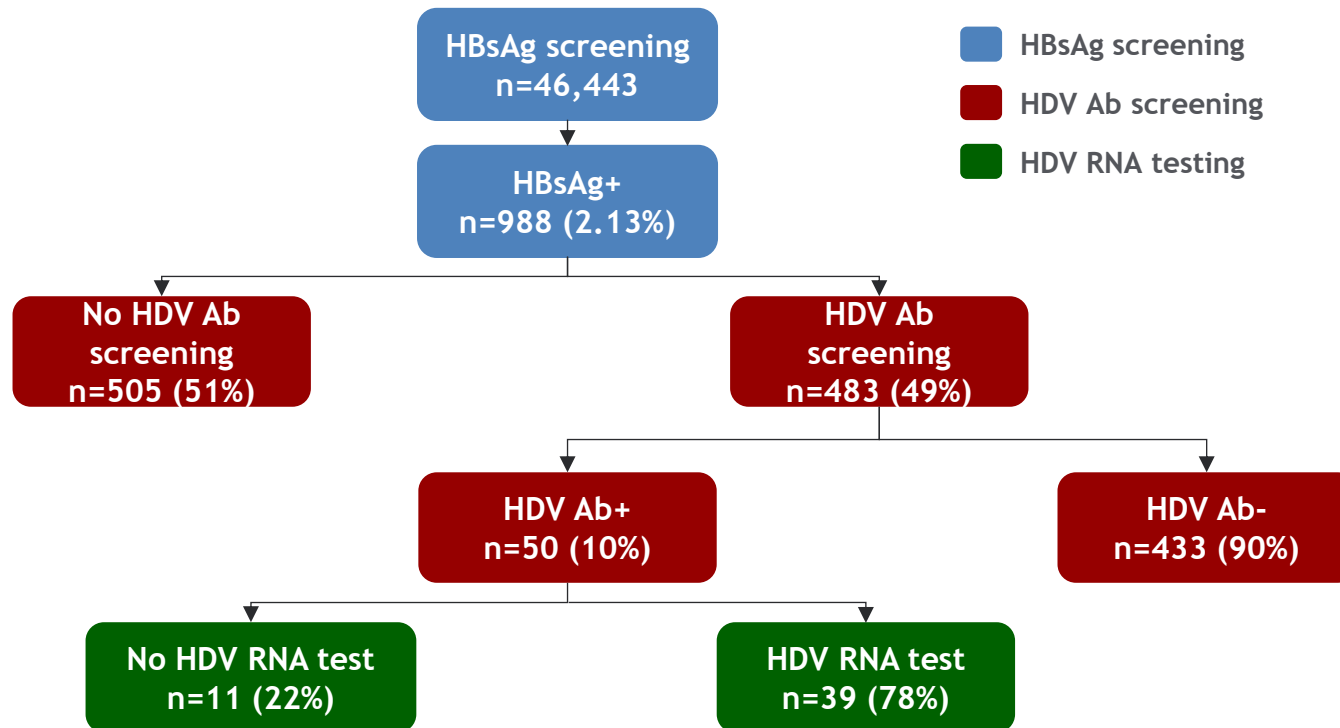 HBsAg screening
n=46,443
HBsAg screening
HDV Ab screening
HDV RNA testing
HBsAg+
n=988 (2.13%)
No HDV Ab
screening
n=505 (51%)
HDV Ab
screening
n=483 (49%)
HDV Ab+
n=50 (10%)
HDV Ab-
n=433 (90%)
No HDV RNA test
n=11 (22%)
HDV RNA test
n=39 (78%)